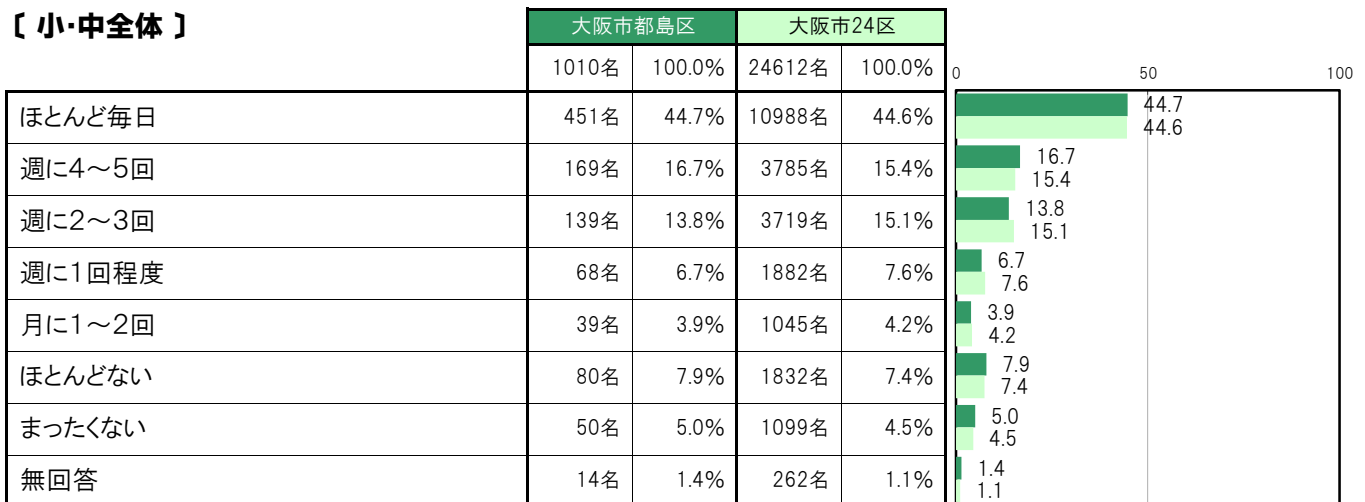 〔 小・中全体 〕
大阪市都島区 大阪市24区
1010名 100.0% 24612名 100.0%
0 50 100
ほとんど毎日 451名 44.7% 10988名 44.6% 44.7
44.6
週に4～5回 169名 16.7% 3785名 15.4% 16.7
15.4
週に2～3回 139名 13.8% 3719名 15.1% 13.8
15.1
週に1回程度 68名 6.7% 1882名 7.6% 6.7
7.6
月に1～2回 39名 3.9% 1045名 4.2% 3.9
4.2
ほとんどない 80名 7.9% 1832名 7.4% 7.9
7.4
まったくない 50名 5.0% 1099名 4.5% 5.0
4.5
無回答 14名 1.4% 262名 1.1% 1.4
1.1